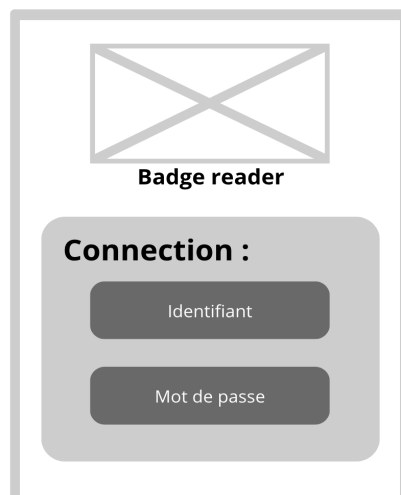 Badge reader
Connection :
Identifiant
Mot de passe